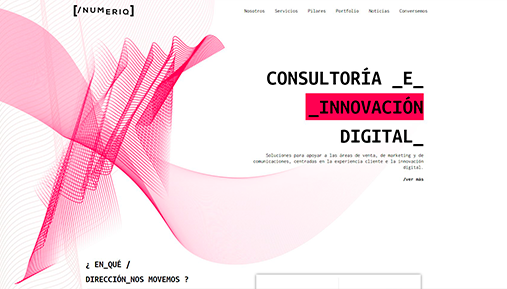 [/NUMERIQ]
Nosotros Servicios Pilares Portfolio Noticias Conversemos
CONSULTORÍA _E_
_INNOVACIÓN
DIGITAL_
Soluciones para apoyar a las áreas de venta, de marketing y de
comunicaciones, centradas en la experiencia cliente e la innovación
digital.
/ver más
¿ EN_QUÉ /
DIRECCIÓN_NOS MOVEMOS ?